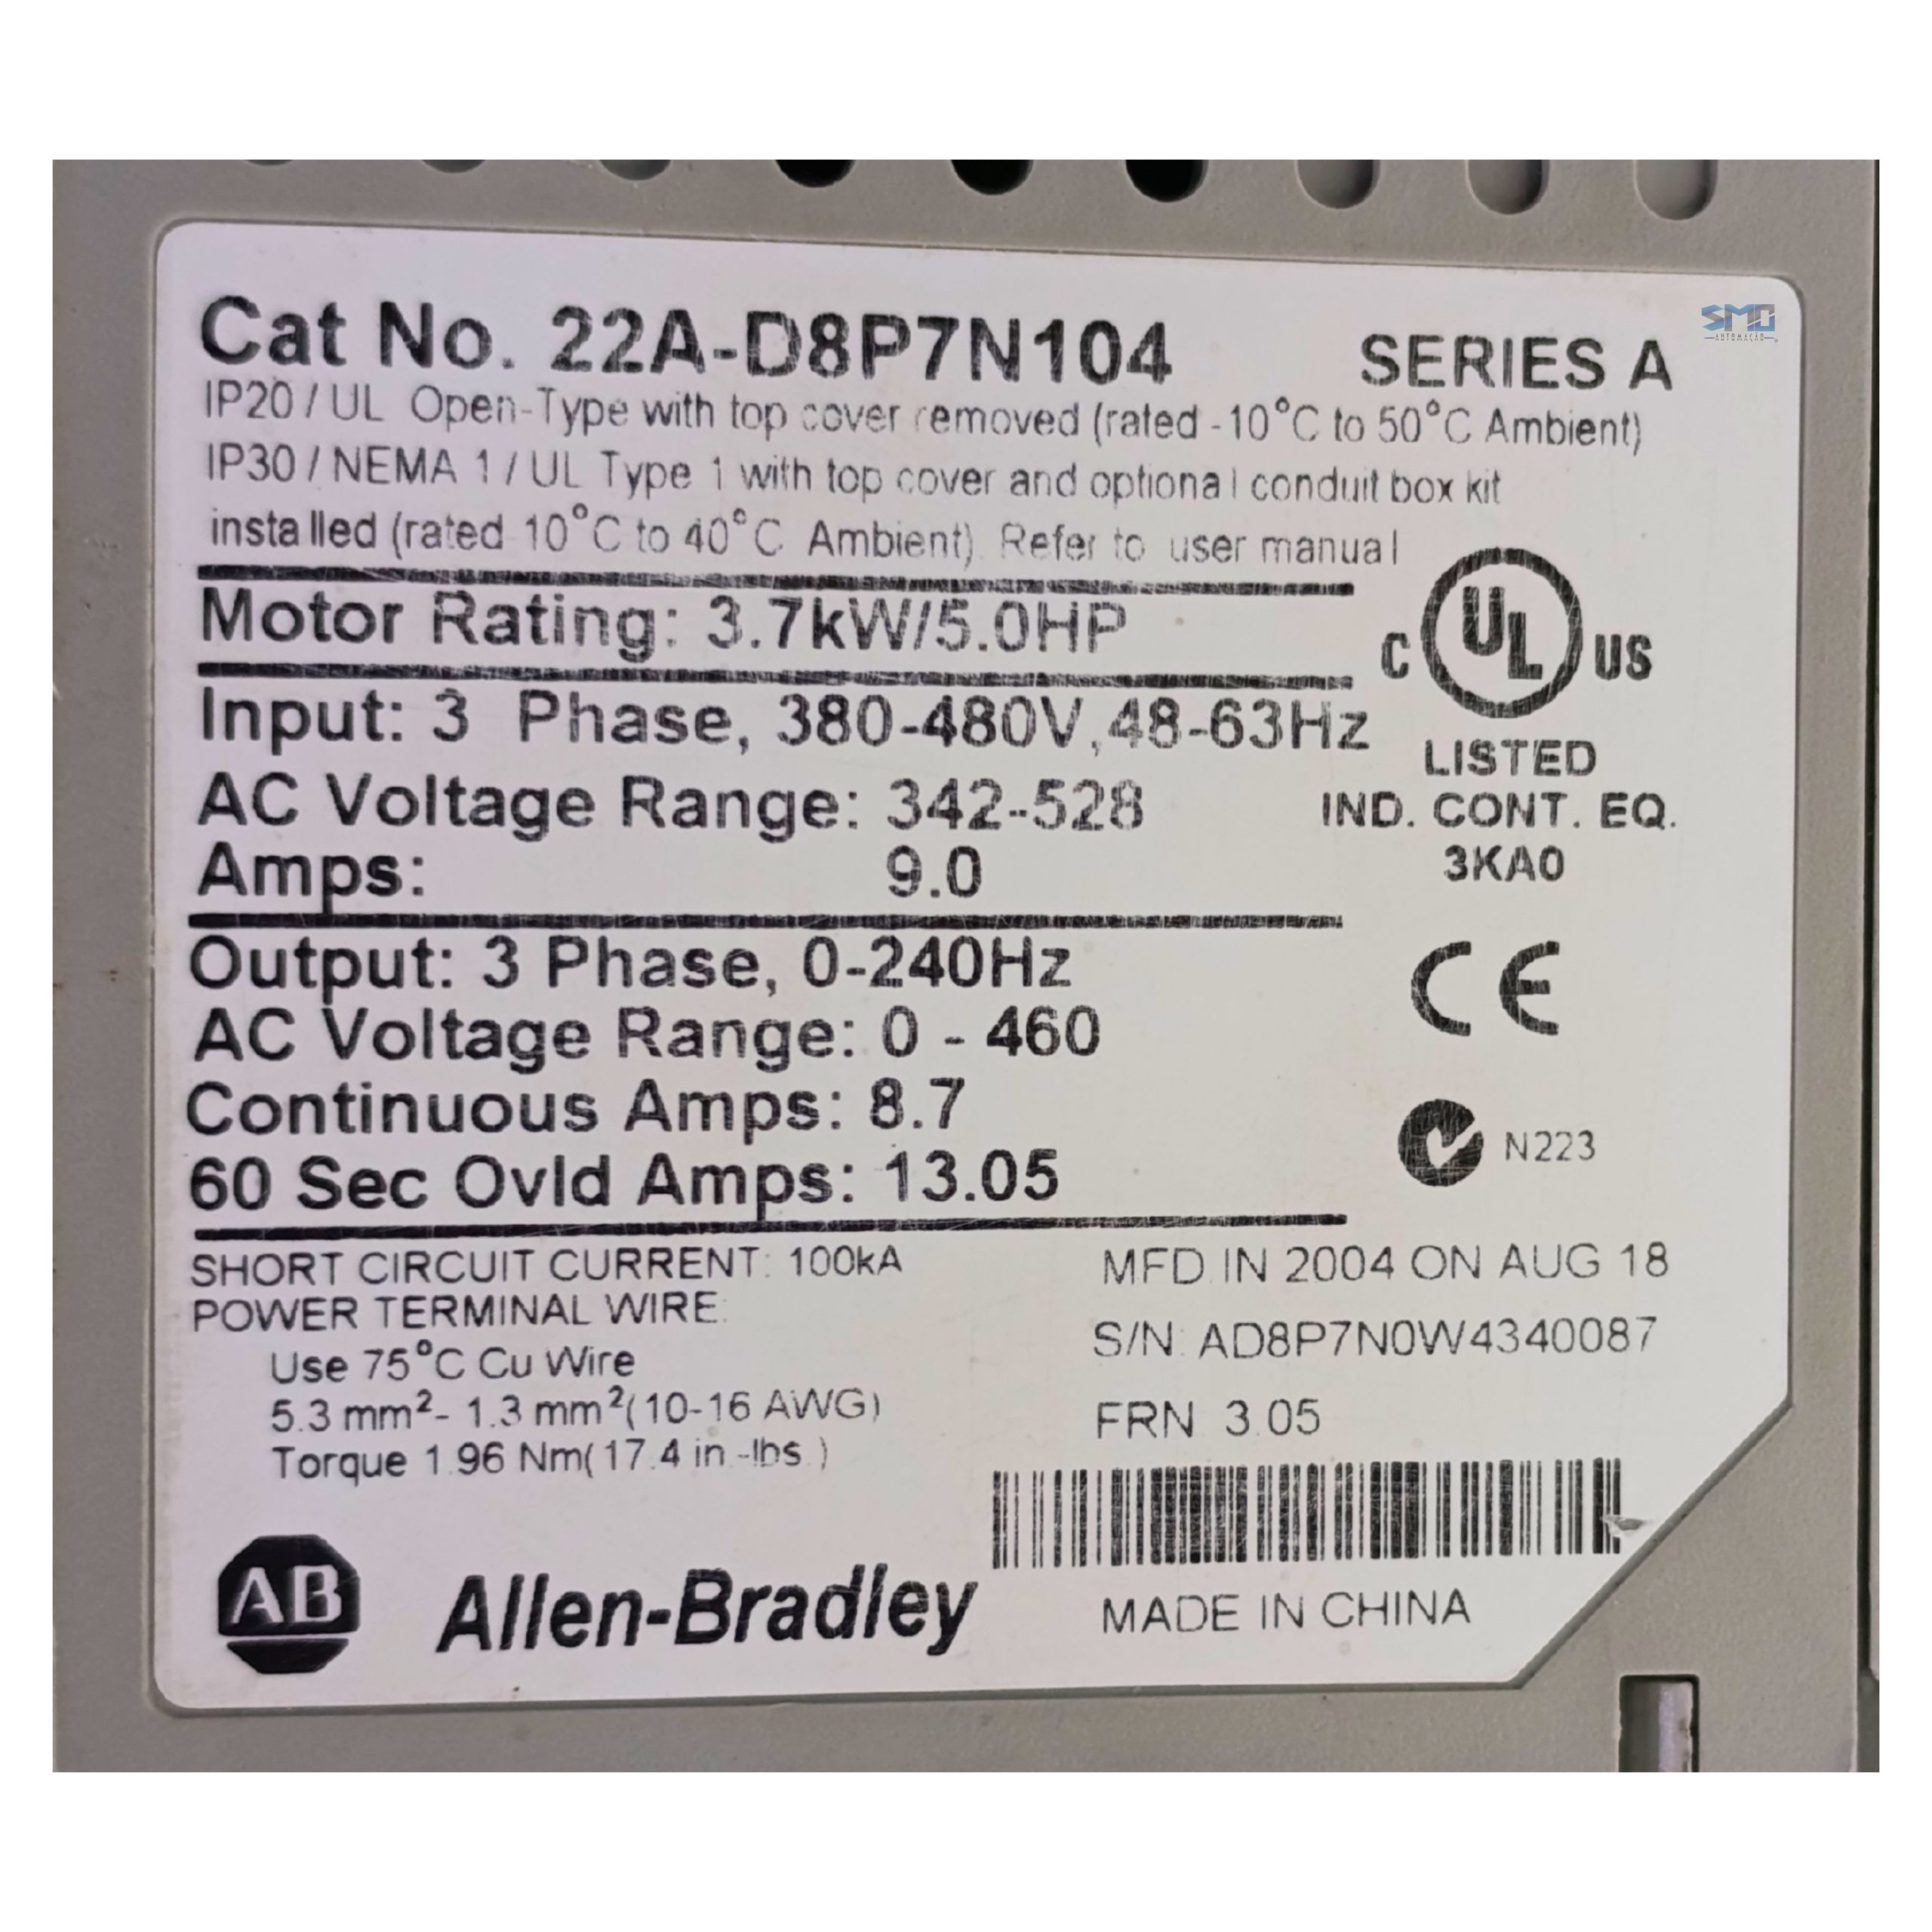 Cat No. 22A-D8P7N104 SERIES A
SMO
AUTOMAÇÃO
IP20 / UL Open-Type with top cover removed (rated -10°C to 50°C Ambient)
IP30 / NEMA 1 / UL Type 1 with top cover and optional conduit box kit
installed (rated 10°C to 40°C Ambient). Refer to user manual
Motor Rating: 3.7kW/5.0HP
C UL US
Input: 3 Phase, 380-480V, 48-63Hz
LISTED
AC Voltage Range: 342-528
IND. CONT. EQ.
Amps: 9.0
3KA0
Output: 3 Phase, 0-240Hz
CE
AC Voltage Range: 0 - 460
Continuous Amps: 8.7
N223
60 Sec Ovld Amps: 13.05
SHORT CIRCUIT CURRENT: 100kA
POWER TERMINAL WIRE:
Use 75°C Cu Wire
5.3 mm²- 1.3 mm²(10-16 AWG)
Torque 1.96 Nm(17.4 in.-lbs.)
MFD. IN 2004 ON AUG 18
S/N: AD8P7N0W4340087
FRN 3.05
AB Allen-Bradley
MADE IN CHINA